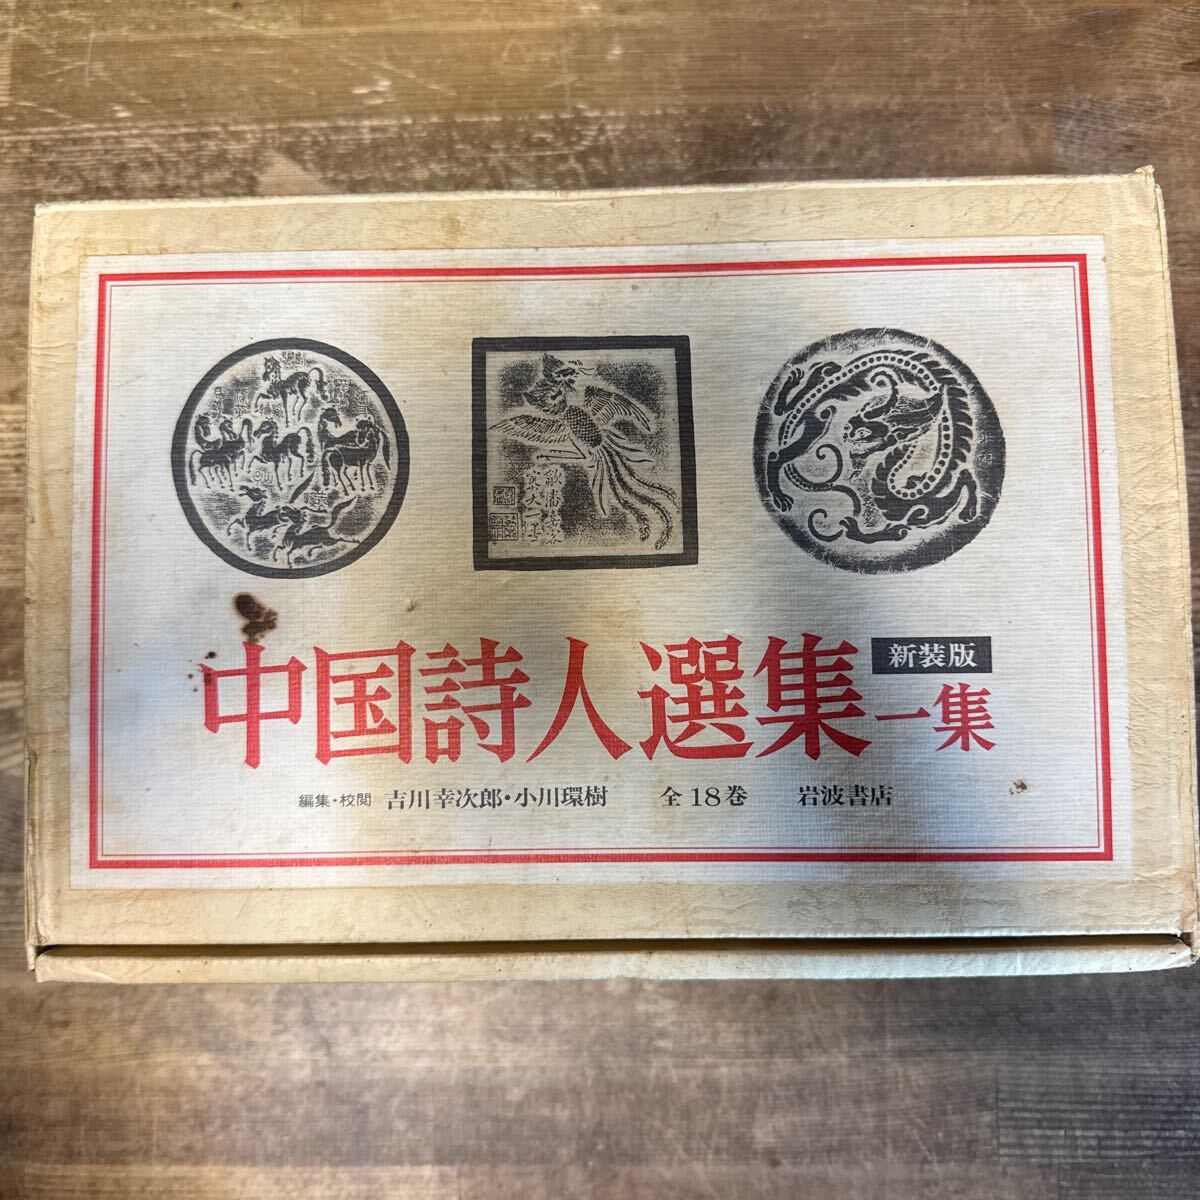 中国詩人選集
新装版
一集
編集・校閲 吉川幸次郎・小川環樹 全18巻 岩波書店